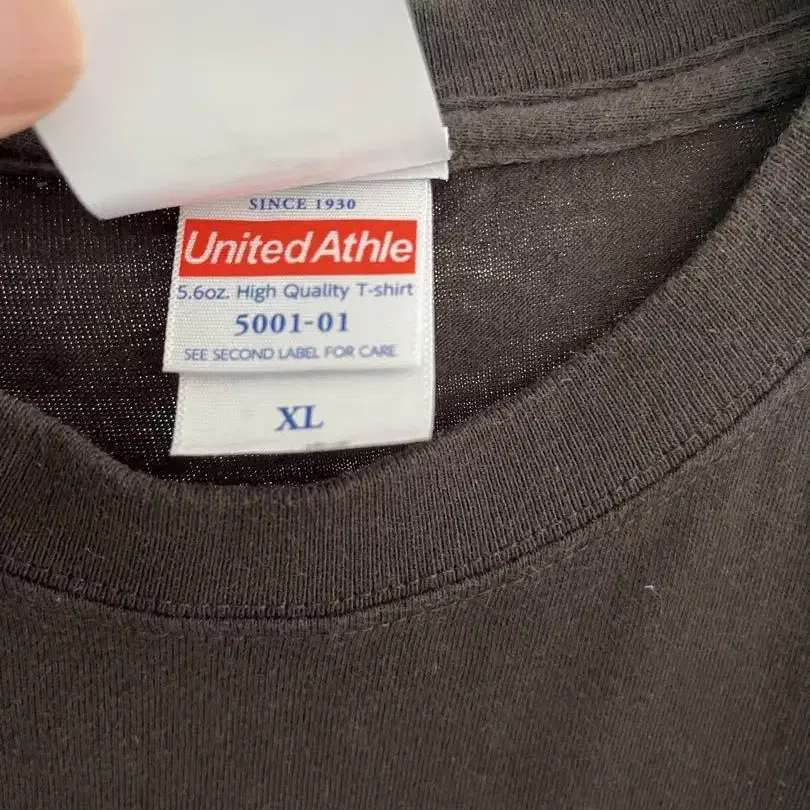 SINCE 1930
United Athle
5.6oz. High Quality T-shirt
5001-01
SEE SECOND LABEL FOR CARE
XL